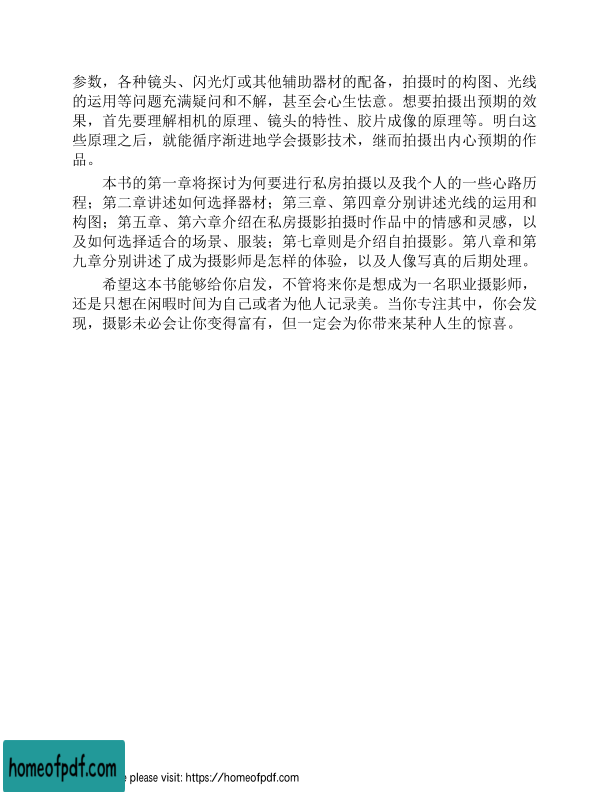 参数，各种镜头、闪光灯或其他辅助器材的配备，拍摄时的构图、光线
的运用等问题充满疑问和不解，甚至会心生怯意。想要拍摄出预期的效
果，首先要理解相机的原理、镜头的特性、胶片成像的原理等。明白这
些原理之后，就能循序渐进地学会摄影技术，继而拍摄出内心预期的作
品。
本书的第一章将探讨为何要进行私房拍摄以及我个人的一些心路历
程；第二章讲述如何选择器材；第三章、第四章分别讲述光线的运用和
构图；第五章、第六章介绍在私房摄影拍摄时作品中的情感和灵感，以
及如何选择适合的场景、服装；第七章则是介绍自拍摄影。第八章和第
九章分别讲述了成为摄影师是怎样的体验，以及人像写真的后期处理。
希望这本书能够给你启发，不管将来你是想成为一名职业摄影师，
还是只想在闲暇时间为自己或者为他人记录美。当你专注其中，你会发
现，摄影未必会让你变得富有，但一定会为你带来某种人生的惊喜。
homeofpdf.com
please visit: https://homeofpdf.com